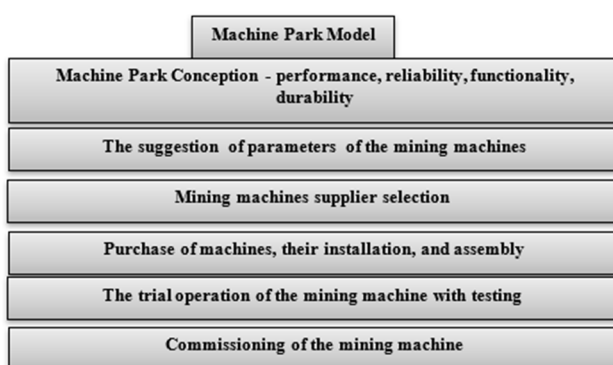 Machine Park Model
Machine Park Conception - performance, reliability, functionality,
durability
The suggestion of parameters of the mining machines
Mining machines supplier selection
Purchase of machines, their installation, and assembly
The trial operation of the mining machine with testing
Commissioning of the mining machine